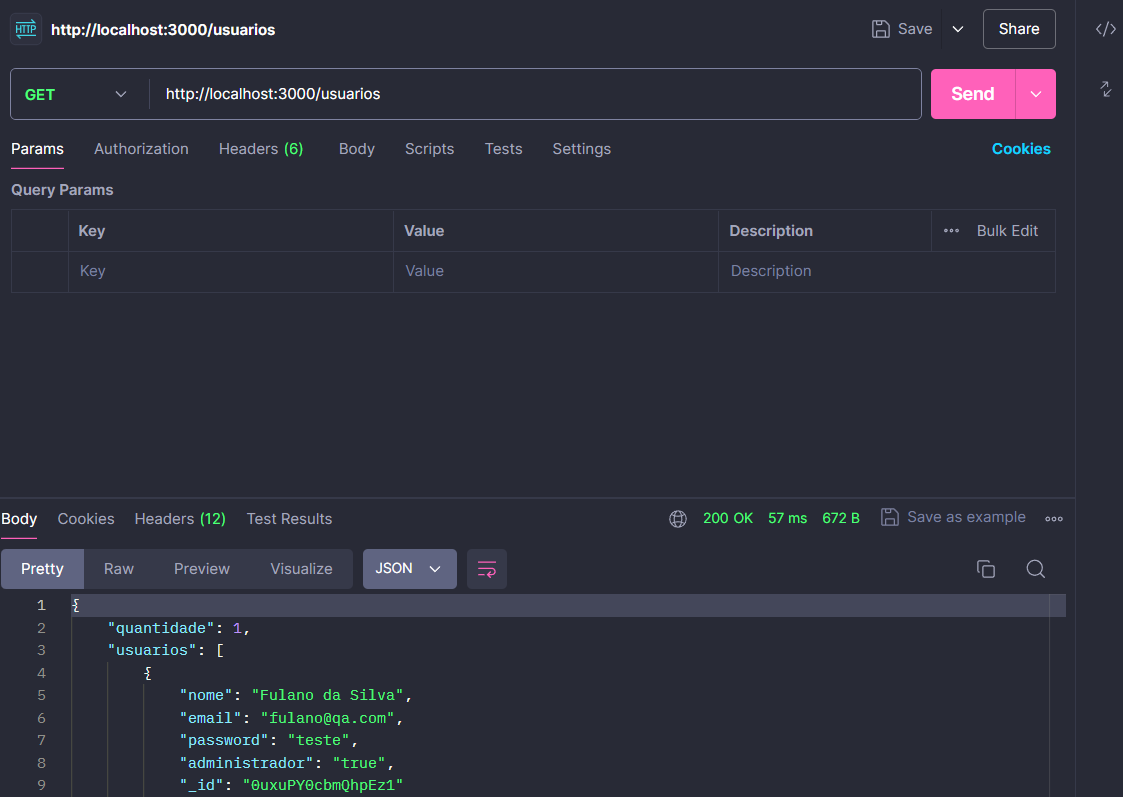 HTTP http://localhost:3000/usuarios Save Share </>
GET http://localhost:3000/usuarios Send
Params Authorization Headers (6) Body Scripts Tests Settings Cookies
Query Params
Key Value Description Bulk Edit
Key Value Description
Body Cookies Headers (12) Test Results 200 OK 57 ms 672 B Save as example
Pretty Raw Preview Visualize JSON
1 {
2 "quantidade": 1,
3 "usuarios": [
4 {
5 "nome": "Fulano da Silva",
6 "email": "fulano@qa.com",
7 "password": "teste",
8 "administrador": "true",
9 "_id": "0uxuPY0cbmQhpEz1"